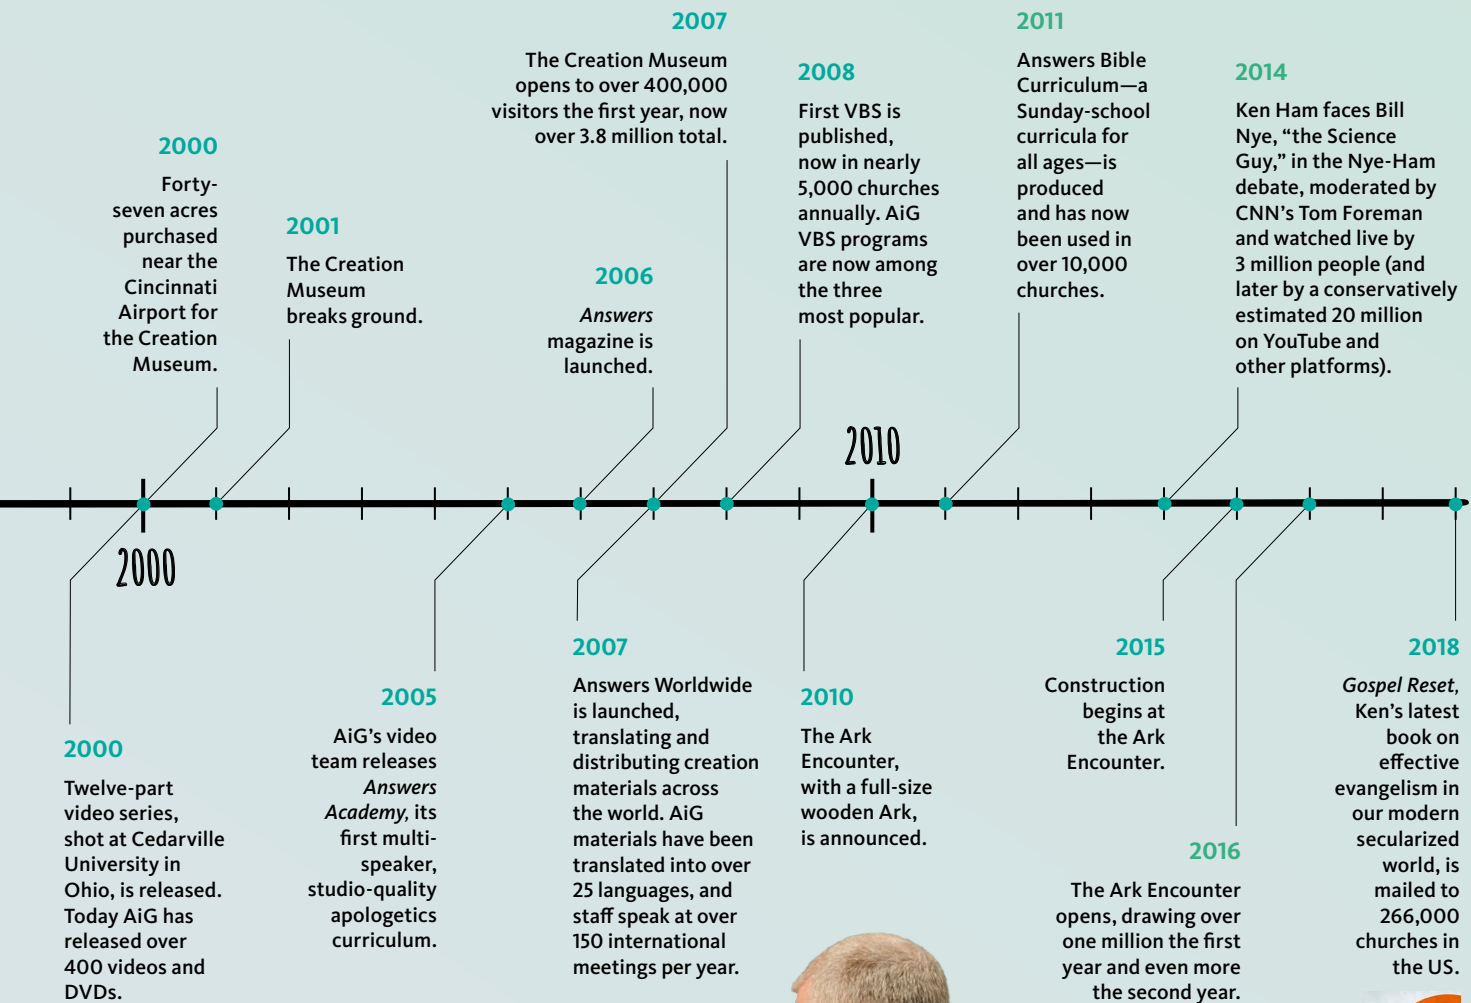 2000
Forty-
seven acres
purchased
near the
Cincinnati
Airport for
the Creation
Museum.
2001
The Creation
Museum
breaks ground.
2006
Answers
magazine is
launched.
2007
The Creation Museum
opens to over 400,000
visitors the first year, now
over 3.8 million total.
2008
First VBS is
published,
now in nearly
5,000 churches
annually. AiG
VBS programs
are now among
the three
most popular.
2011
Answers Bible
Curriculum—a
Sunday-school
curricula for
all ages—is
produced
and has now
been used in
over 10,000
churches.
2014
Ken Ham faces Bill
Nye, “the Science
Guy,” in the Nye-Ham
debate, moderated by
CNN’s Tom Foreman
and watched live by
3 million people (and
later by a conservatively
estimated 20 million
on YouTube and
other platforms).
2010
2000
2000
Twelve-part
video series,
shot at Cedarville
University in
Ohio, is released.
Today AiG has
released over
400 videos and
DVDs.
2005
AiG’s video
team releases
Answers
Academy, its
first multi-
speaker,
studio-quality
apologetics
curriculum.
2007
Answers Worldwide
is launched,
translating and
distributing creation
materials across
the world. AiG
materials have been
translated into over
25 languages, and
staff speak at over
150 international
meetings per year.
2010
The Ark
Encounter,
with a full-size
wooden Ark,
is announced.
2015
Construction
begins at
the Ark
Encounter.
2016
The Ark Encounter
opens, drawing over
one million the first
year and even more
the second year.
2018
Gospel Reset,
Ken’s latest
book on
effective
evangelism in
our modern
secularized
world, is
mailed to
266,000
churches in
the US.